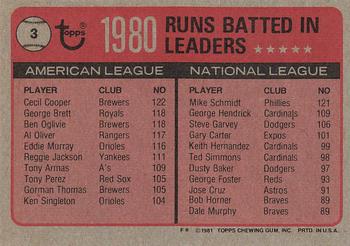 3
topps
1980 RUNS BATTED IN LEADERS
AMERICAN LEAGUE
PLAYER CLUB NO
Cecil Cooper Brewers 122
George Brett Royals 118
Ben Oglivie Brewers 118
Al Oliver Rangers 117
Eddie Murray Orioles 116
Reggie Jackson Yankees 111
Tony Armas A's 109
Tony Perez Red Sox 105
Gorman Thomas Brewers 105
Ken Singleton Orioles 104
NATIONAL LEAGUE
PLAYER CLUB NO
Mike Schmidt Phillies 121
George Hendrick Cardinals 109
Steve Garvey Dodgers 106
Gary Carter Expos 101
Keith Hernandez Cardinals 99
Ted Simmons Cardinals 98
Dusty Baker Dodgers 97
George Foster Reds 93
Jose Cruz Astros 91
Bob Horner Braves 89
Dale Murphy Braves 89
F* ©1981 TOPPS CHEWING GUM, INC. PRTD. IN U.S.A.